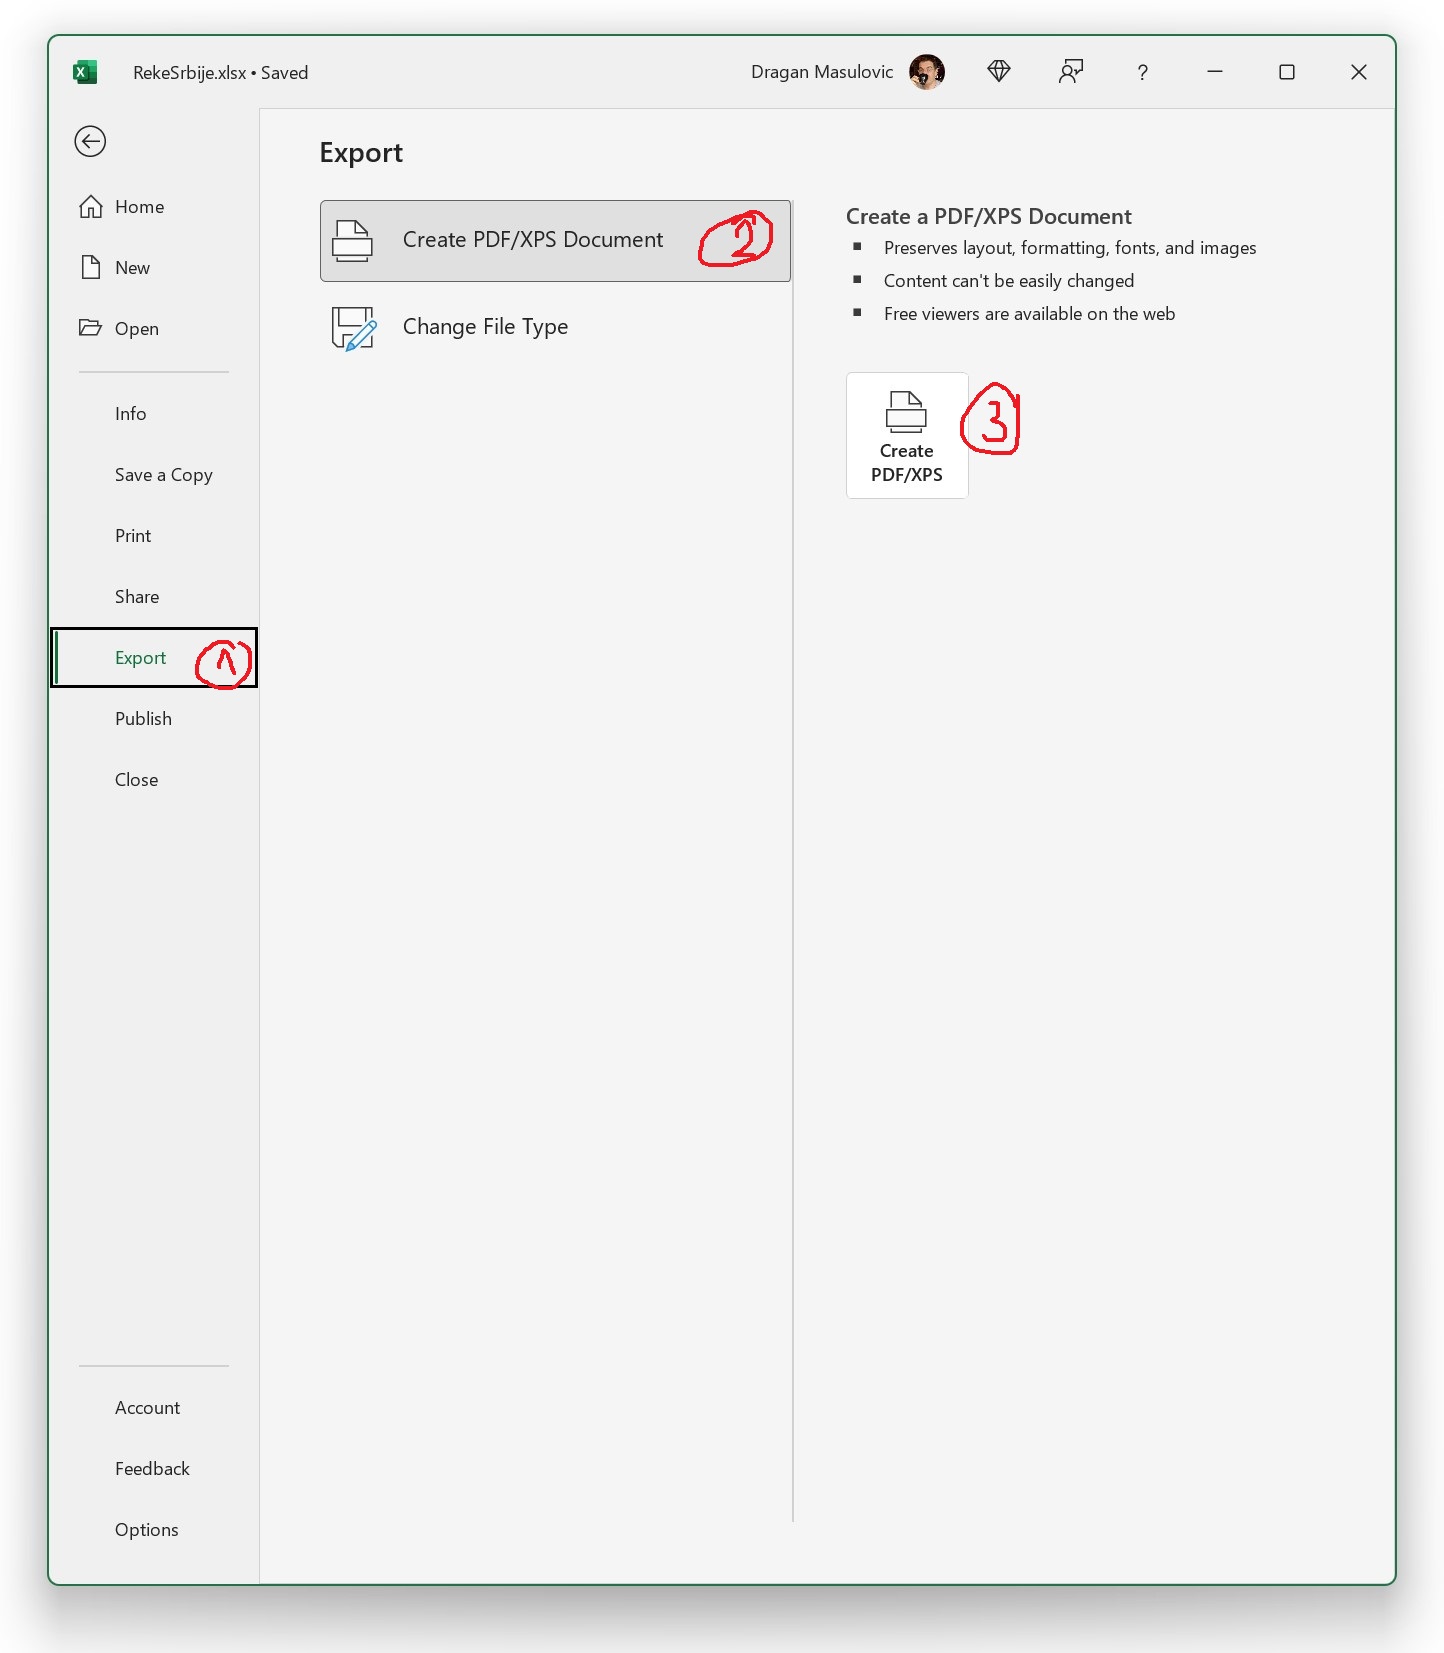 RekeSrbije.xlsx • Saved
Dragan Masulovic
?
Home
New
Open
Info
Save a Copy
Print
Share
Export 1
Publish
Close
Account
Feedback
Options
Export
Create PDF/XPS Document 2
Change File Type
Create a PDF/XPS Document
Preserves layout, formatting, fonts, and images
Content can't be easily changed
Free viewers are available on the web
Create 3
PDF/XPS